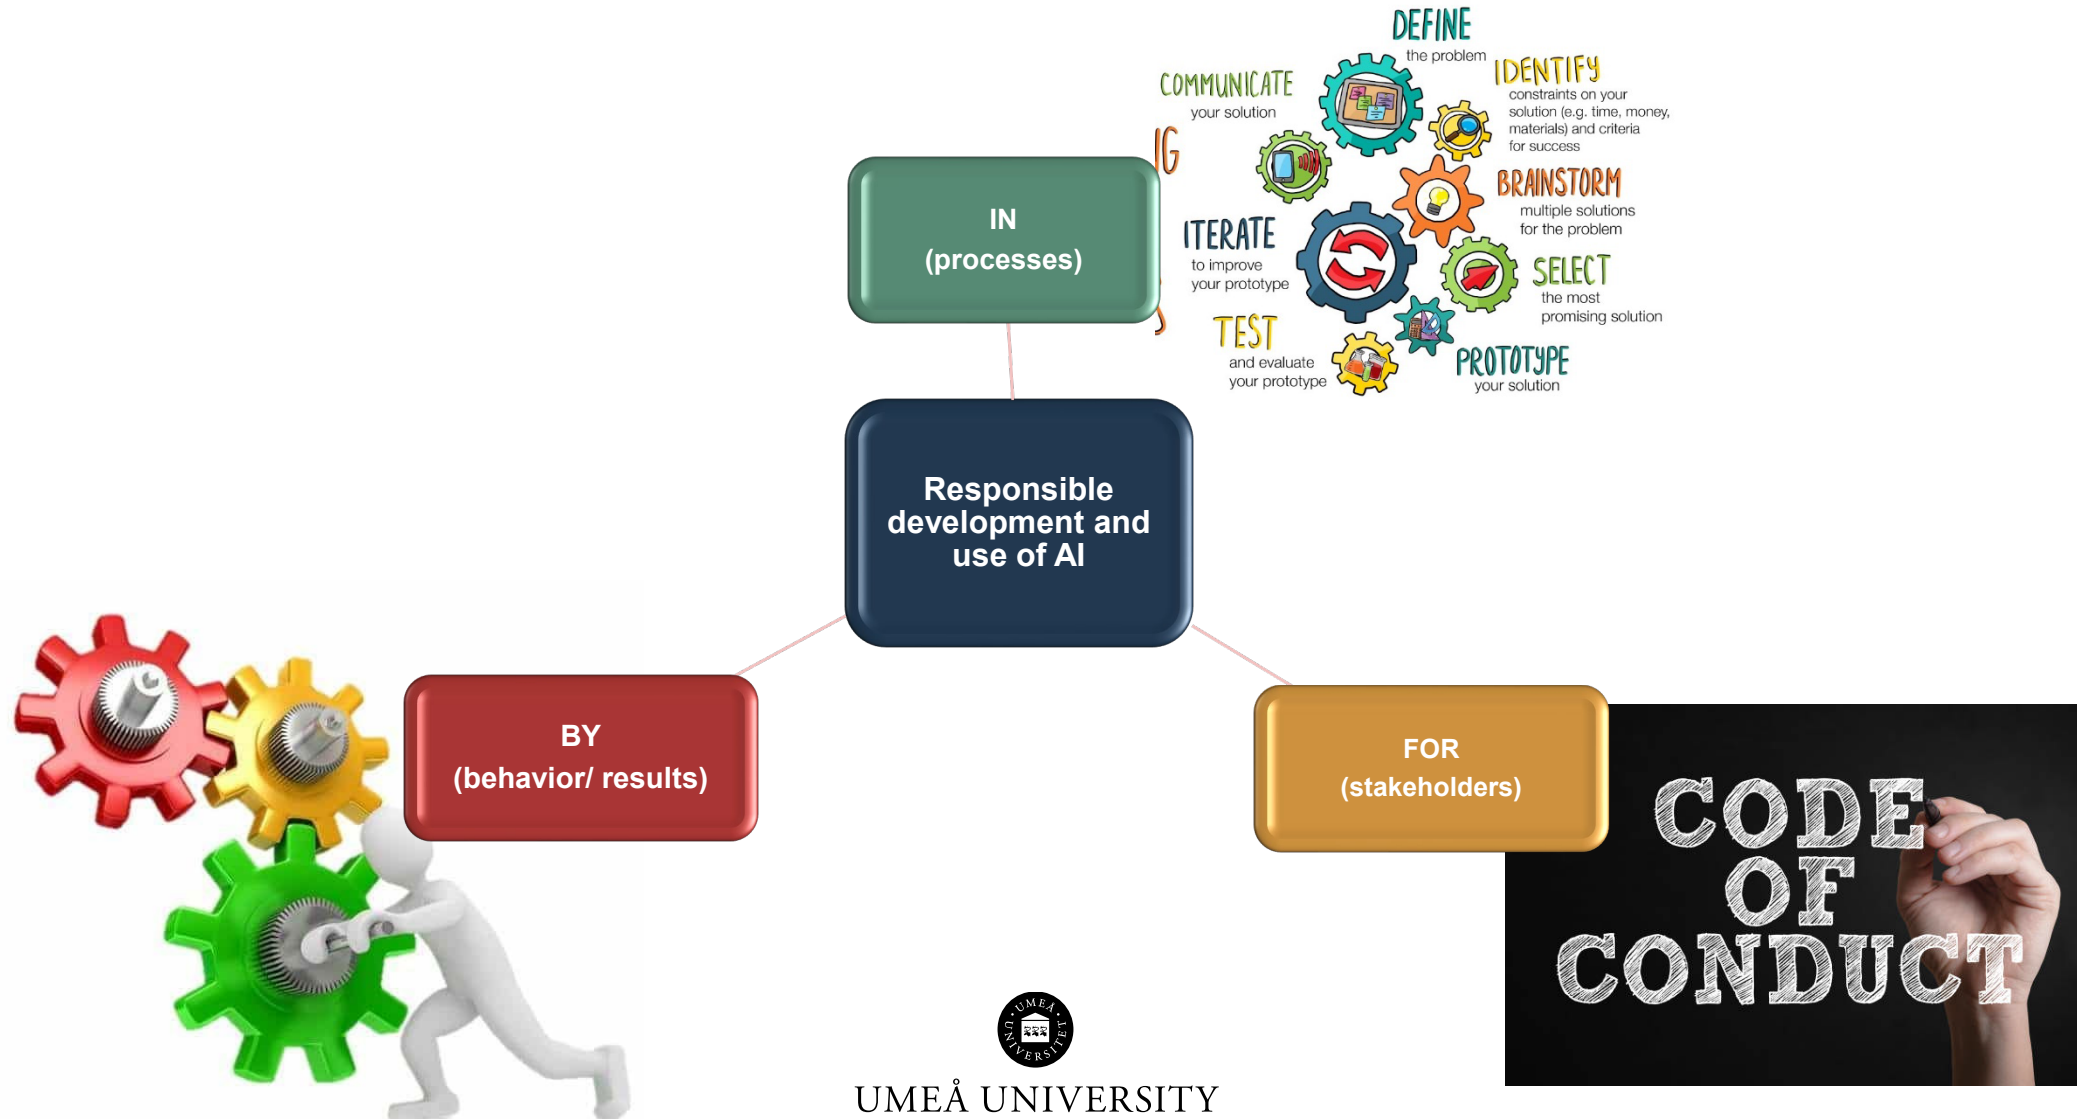 DEFINE
the problem
IDENTIFY
constraints on your
solution (e.g. time, money,
materials) and criteria
for success
COMMUNICATE
your solution
BRAINSTORM
multiple solutions
for the problem
ITERATE
to improve
your prototype
SELECT
the most
promising solution
TEST
and evaluate
your prototype
PROTOTYPE
your solution
IN
(processes)
Responsible
development and
use of AI
BY
(behavior/ results)
FOR
(stakeholders)
CODE
OF
CONDUCT
UMEÅ
UNIVERSITET
UMEÅ UNIVERSITY